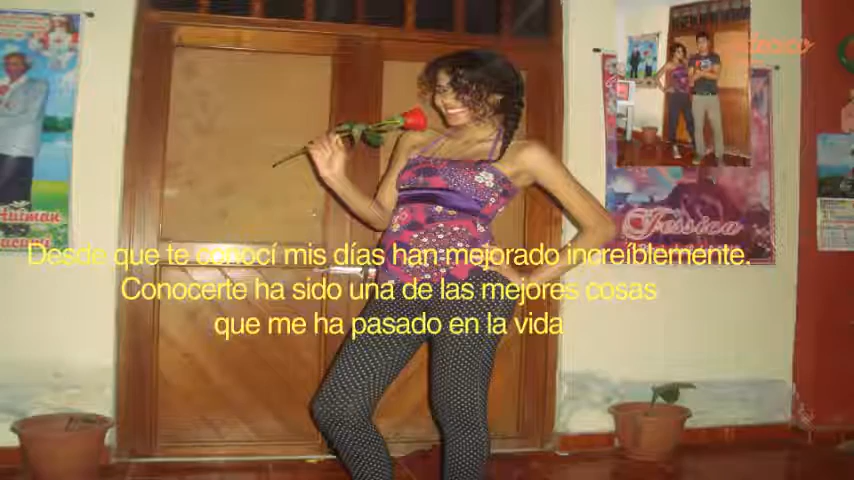 Jessica
Desde que te conocí mis días han mejorado increíblemente.
Conocerte ha sido una de las mejores cosas
que me ha pasado en la vida